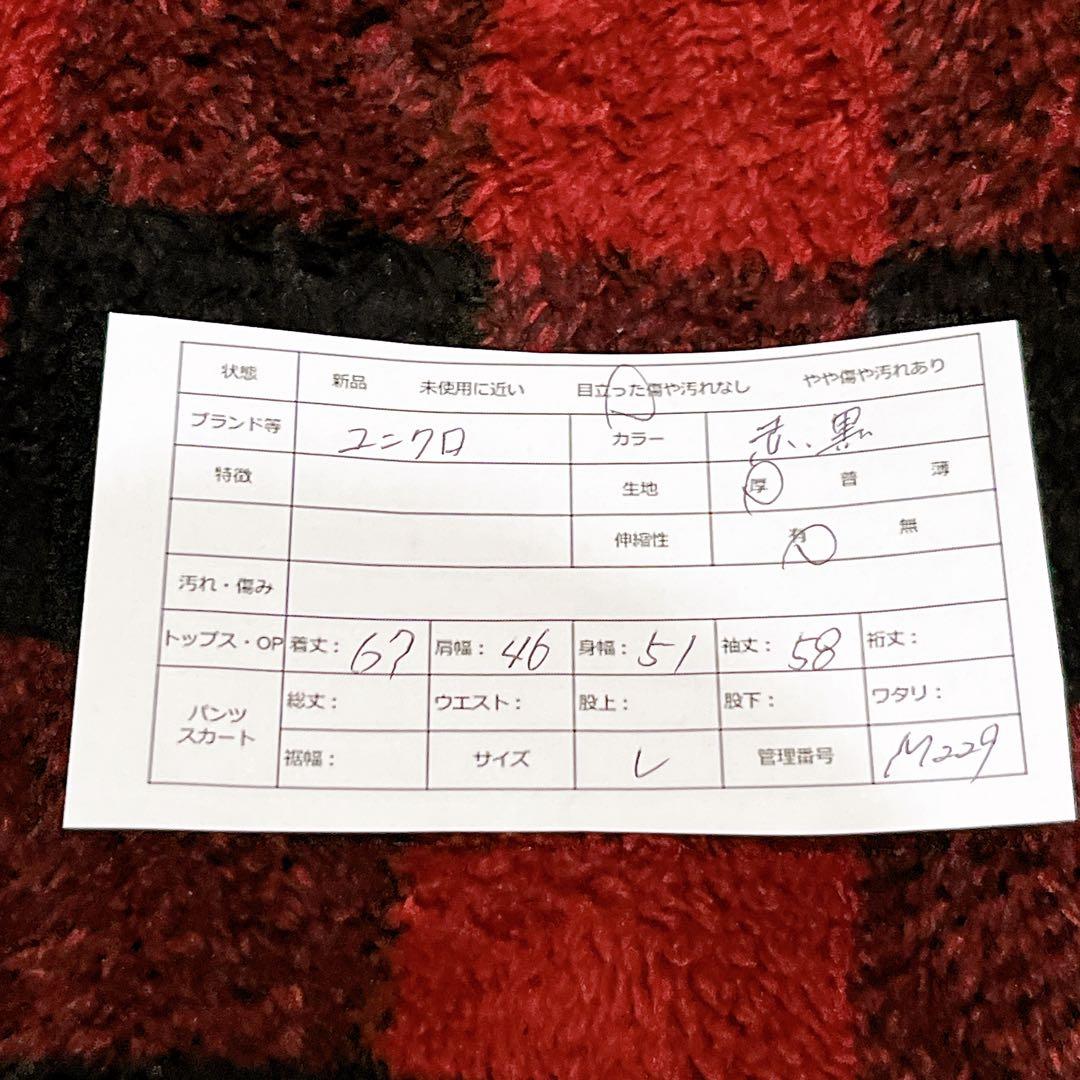 状態 新品 未使用に近い 目立った傷や汚れなし やや傷や汚れあり
ブランド等 ユニクロ カラー 赤、黒
特徴 生地 厚 普 薄
伸縮性 有 無
汚れ・傷み
トップス・OP 着丈: 67 肩幅: 46 身幅: 51 袖丈: 58 裄丈:
パンツ スカート 総丈: ウエスト: 股上: 股下: ワタリ:
裾幅: サイズ L 管理番号 M229